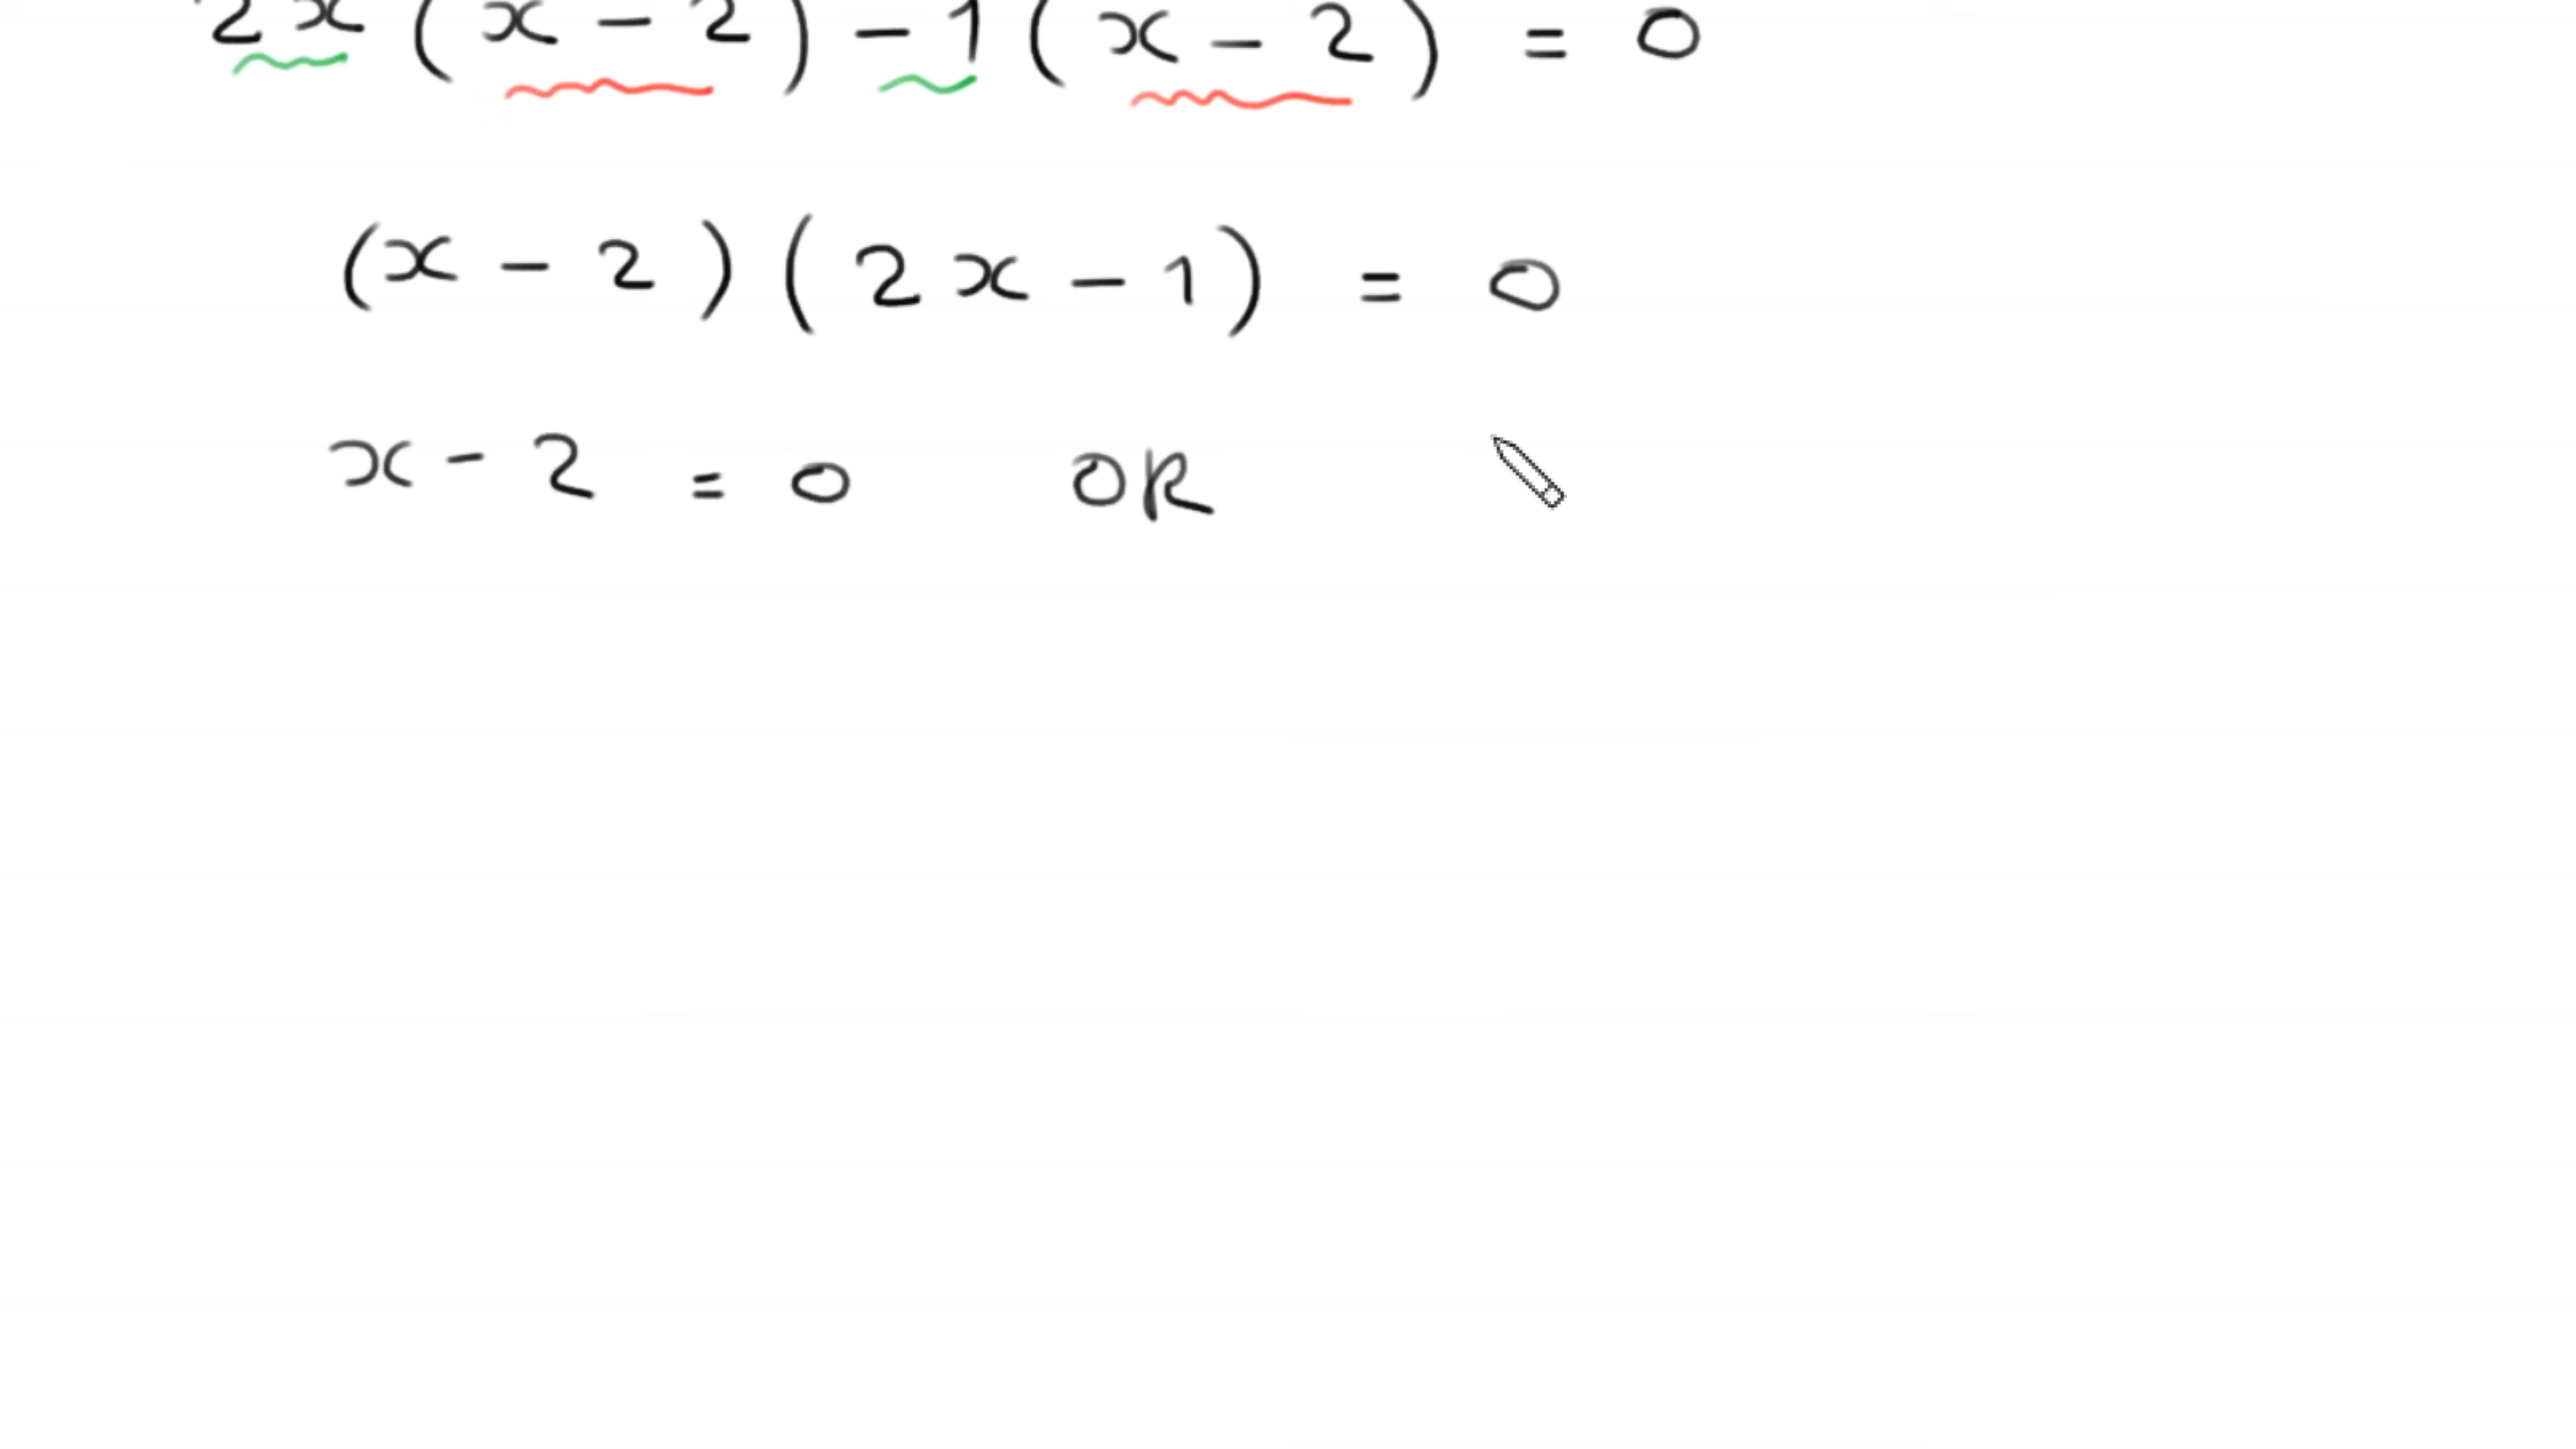 2x(x-2)-1(x-2) = 0
(x-2)(2x-1) = 0
x-2 = 0 OR